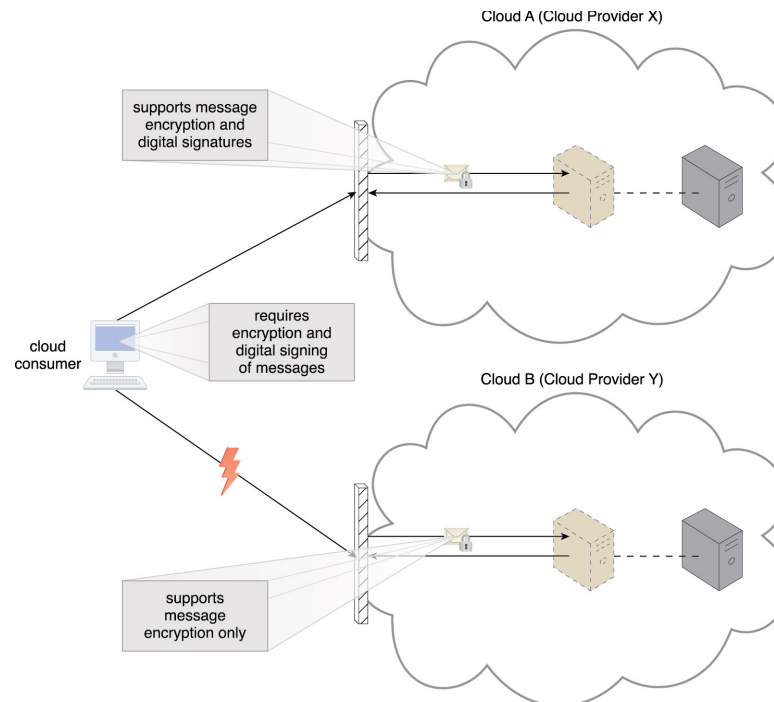 Cloud A (Cloud Provider X)
supports message
encryption and
digital signatures
requires
encryption and
digital signing
of messages
cloud
consumer
Cloud B (Cloud Provider Y)
supports
message
encryption only